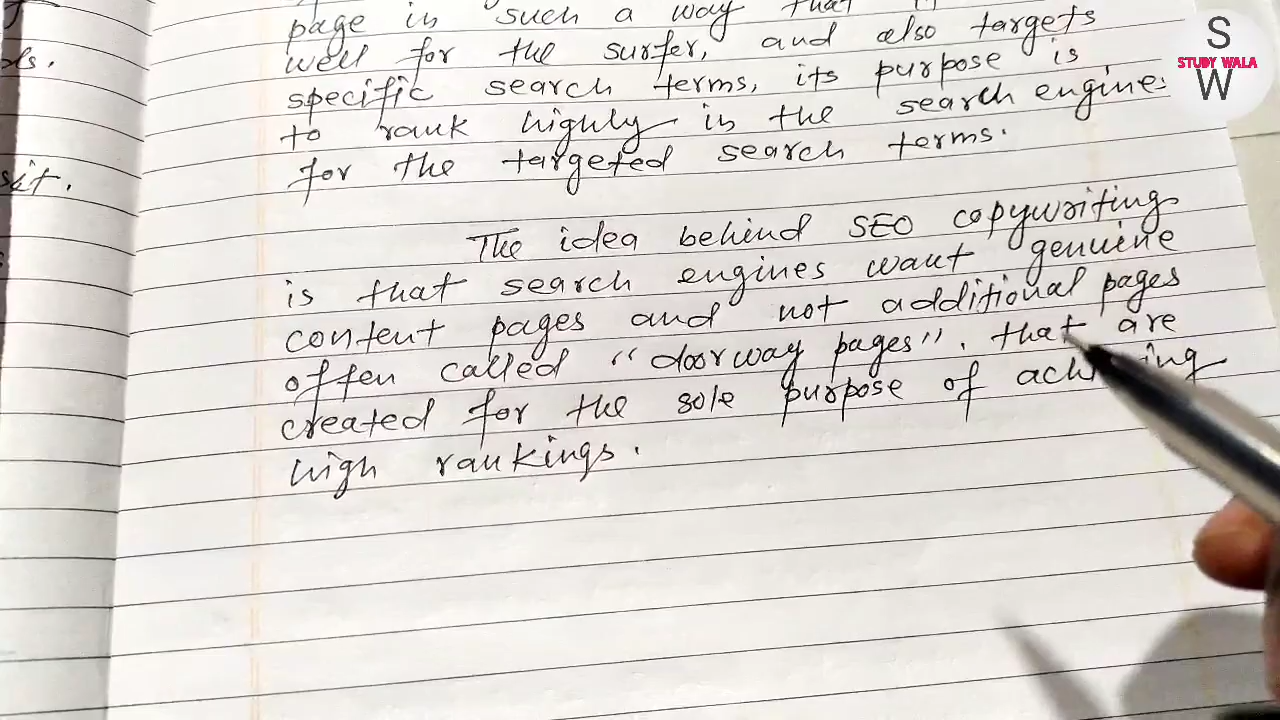 page in such a way that
well for the surfer, and also targets
specific search terms, its purpose is
to rank highly in the search engine
for the targeted search terms.
The idea behind SEO copywriting
is that search engines want genuine
content pages and not additional pages
often called "doorway pages". that are
created for the sole purpose of
high rankings.
S
STUDY WALA
W